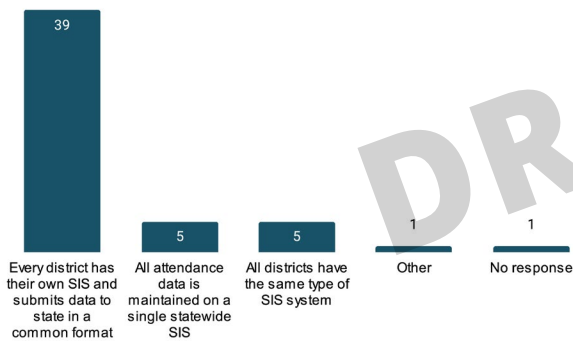 39
5
5
1
1
Every district has
their own SIS and
submits data to
state in a
common format
All attendance
data is
maintained on a
single statewide
SIS
All districts have
the same type of
SIS system
Other
No response
DR